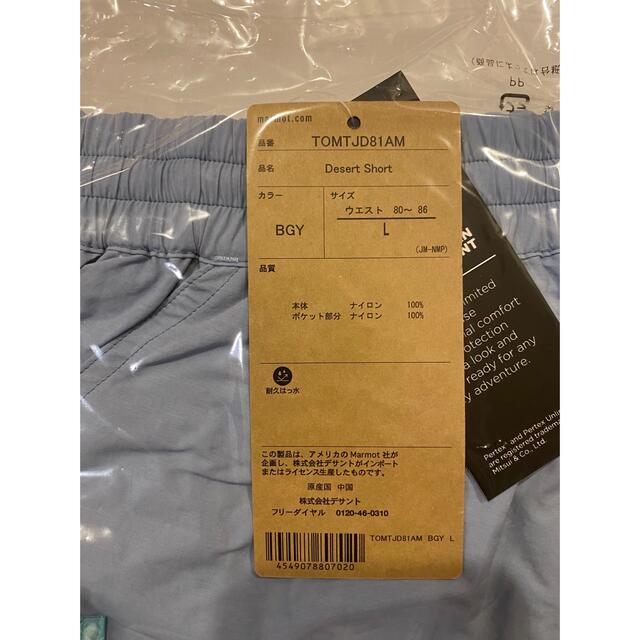 marmot.com
品番 TOMTJD81AM
品名 Desert Short
カラー サイズ
ウエスト 80〜 86
BGY L
(JM-NMP)
品質
本体 ナイロン 100%
ポケット部分 ナイロン 100%
耐久はっ水
この製品は、アメリカのMarmot 社が
企画し、株式会社デサントがインポート
またはライセンス生産したものです。
原産国 中国
株式会社デサント
フリーダイヤル 0120-46-0310
TOMTJD81AM BGY L
4549078807020
comfort
a look and
ready for any
adventure.
Pertex® and Pertex
are registered
Mitsui & Co., Ltd.